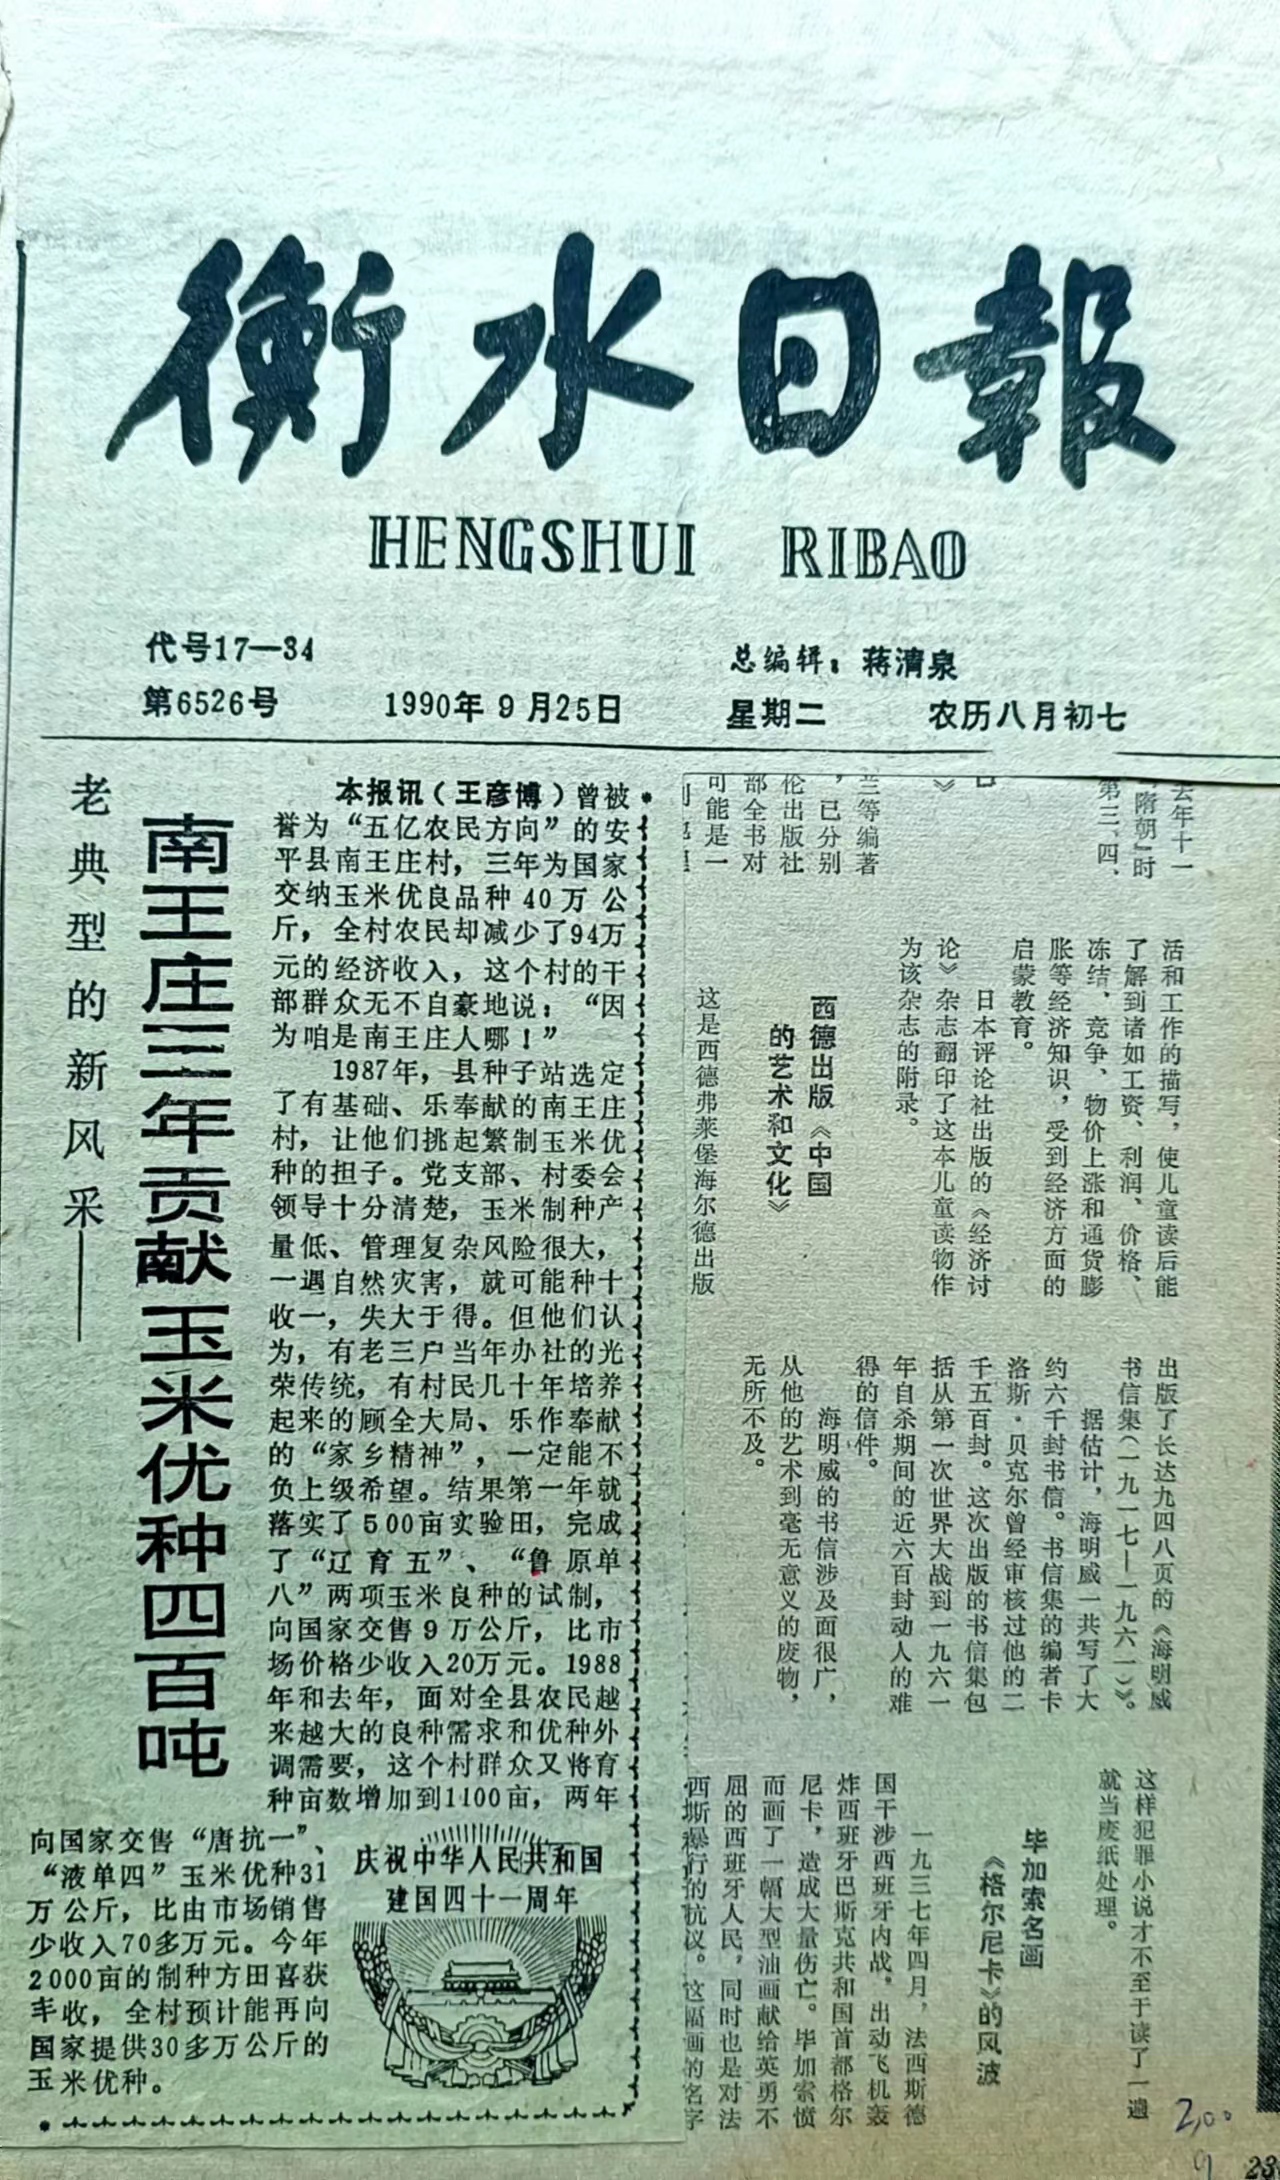 衡水日報
HENGSHUI RIBAO
代号17—34
总编辑：蒋清泉
第6526号 1990年9月25日 星期二 农历八月初七
老典型的新风采——
南王庄三年贡献玉米优种四百吨
本报讯（王彦博）曾被
誉为“五亿农民方向”的安
平县南王庄村，三年为国家
交纳玉米优良品种40万公
斤，全村农民却减少了94万
元的经济收入，这个村的干
部群众无不自豪地说：“因
为咱是南王庄人哪！”
1987年，县种子站选定
了有基础、乐奉献的南王庄
村，让他们挑起繁制玉米优
种的担子。党支部、村委会
领导十分清楚，玉米制种产
量低、管理复杂风险很大，
一遇自然灾害，就可能种十
收一，失大于得。但他们认
为，有老三户当年办社的光
荣传统，有村民几十年培养
起来的顾全大局、乐作奉献
的“家乡精神”，一定能不
负上级希望。结果第一年就
落实了500亩实验田，完成
了“辽育五”、“鲁原单
八”两项玉米良种的试制，
向国家交售9万公斤，比市
场价格少收入20万元。1988
年和去年，面对全县农民越
来越大的良种需求和优种外
调需要，这个村群众又将育
种亩数增加到1100亩，两年
向国家交售“唐抗一”、
“液单四”玉米优种31
万公斤，比由市场销售
少收入70多万元。今年
2000亩的制种方田喜获
丰收，全村预计能再向
国家提供30多万公斤的
玉米优种。
庆祝中华人民共和国
建国四十一周年
去年十一
『隋朝』时
第三、四、
》
兰等编著
，已分别
伦出版社
部全书对
可能是一
活和工作的描写，使儿童读后能
了解到诸如工资、利润、价格、
冻结、竞争、物价上涨和通货膨
胀等经济知识，受到经济方面的
启蒙教育。
日本评论社出版的《经济讨
论》杂志翻印了这本儿童读物作
为该杂志的附录。
西德出版《中国
的艺术和文化》
这是西德弗莱堡海尔德出版
出版了长达九四八页的《海明威
书信集（一九一七—一九六一）》。
据估计，海明威一共写了大
约六千封书信。书信集的编者卡
洛斯·贝克尔曾经审核过他的二
千五百封。这次出版的书信集包
括从第一次世界大战到一九六一
年自杀期间的近六百封动人的难
得的信件。
海明威的书信涉及面很广，
从他的艺术到毫无意义的废物，
无所不及。
这样犯罪小说才不至于读了一遍
就当废纸处理。
毕加索名画
《格尔尼卡》的风波
一九三七年四月，法西斯德
国干涉西班牙内战，出动飞机轰
炸西班牙巴斯克共和国首都格尔
尼卡，造成大量伤亡。毕加索愤
而画了一幅大型油画献给英勇不
屈的西班牙人民，同时也是对法
西斯暴行的抗议。这幅画的名字
2,00
9
23